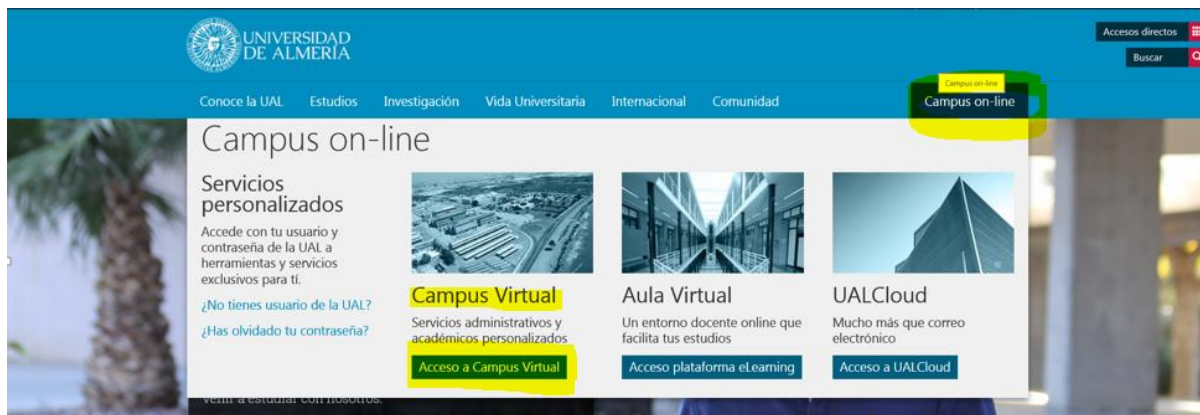 UNIVERSIDAD
DE ALMERÍA
Accesos directos
Buscar
Campus on-line
Conoce la UAL Estudios Investigación Vida Universitaria Internacional Comunidad Campus on-line
Campus on-line
Servicios
personalizados
Accede con tu usuario y
contraseña de la UAL a
herramientas y servicios
exclusivos para tí.
¿No tienes usuario de la UAL?
¿Has olvidado tu contraseña?
Campus Virtual
Servicios administrativos y
académicos personalizados
Acceso a Campus Virtual
Aula Virtual
Un entorno docente online que
facilita tus estudios
Acceso plataforma eLearning
UALCloud
Mucho más que correo
electrónico
Acceso a UALCloud
venir a estudiar con nosotros.